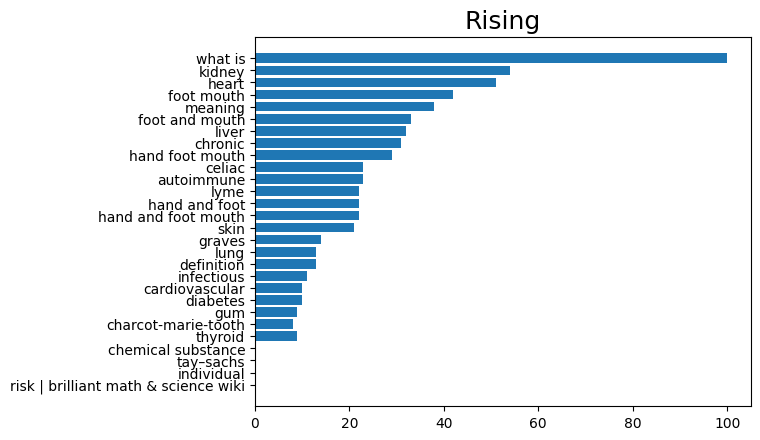 Rising
what is
kidney
heart
foot mouth
meaning
foot and mouth
liver
chronic
hand foot mouth
celiac
autoimmune
lyme
hand and foot
hand and foot mouth
skin
graves
lung
definition
infectious
cardiovascular
diabetes
gum
charcot-marie-tooth
thyroid
chemical substance
tay–sachs
individual
risk | brilliant math & science wiki
0 20 40 60 80 100